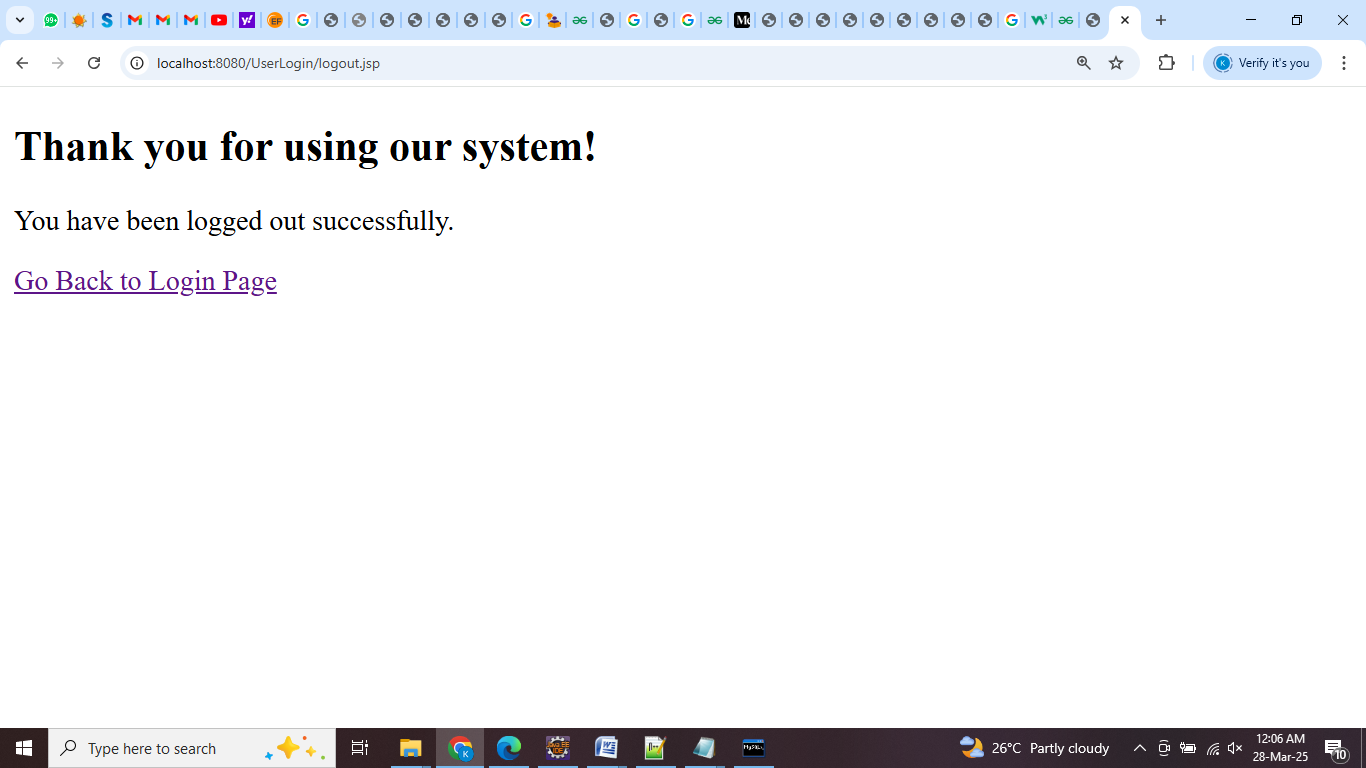 99+
localhost:8080/UserLogin/logout.jsp
Verify it's you
Thank you for using our system!
You have been logged out successfully.
Go Back to Login Page
Type here to search
26°C Partly cloudy
12:06 AM
28-Mar-25
10